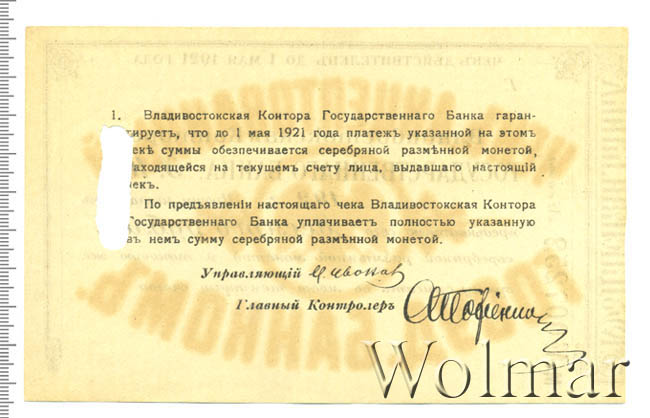 1. Владивостокская Контора Государственнаго Банка гаран-
тируетъ, что до 1 мая 1921 года платежъ указанной на этомъ
чекѣ суммы обезпечивается серебряной размѣнной монетой,
находящейся на текущемъ счету лица, выдавшаго настоящій
чекъ.
2. По предъявленіи настоящаго чека Владивостокская Контора
Государственнаго Банка уплачиваетъ полностью указанную
въ немъ сумму серебряной размѣнной монетой.
Управляющій
Главный Контролеръ
Wolmar